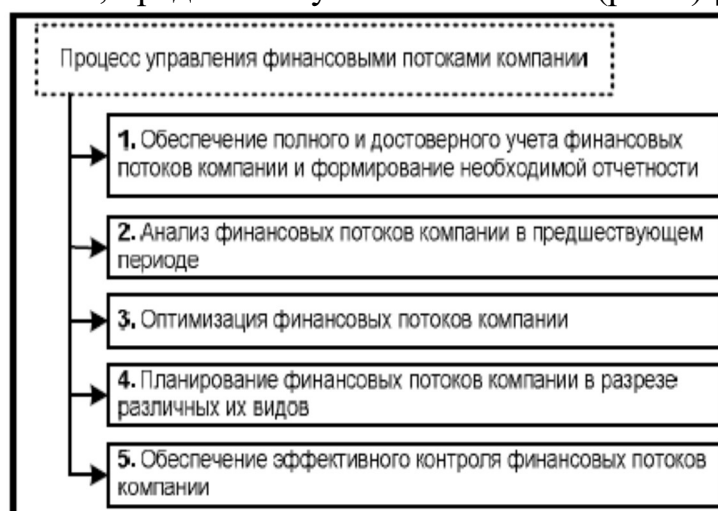 Процесс управления финансовыми потоками компании
1. Обеспечение полного и достоверного учета финансовых
потоков компании и формирование необходимой отчетности
2. Анализ финансовых потоков компании в предшествующем
периоде
3. Оптимизация финансовых потоков компании
4. Планирование финансовых потоков компании в разрезе
различных их видов
5. Обеспечение эффективного контроля финансовых потоков
компании